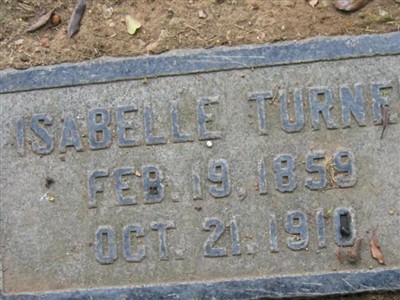 ISABELLE TURNER
FEB. 19. 1859
OCT. 21. 1910